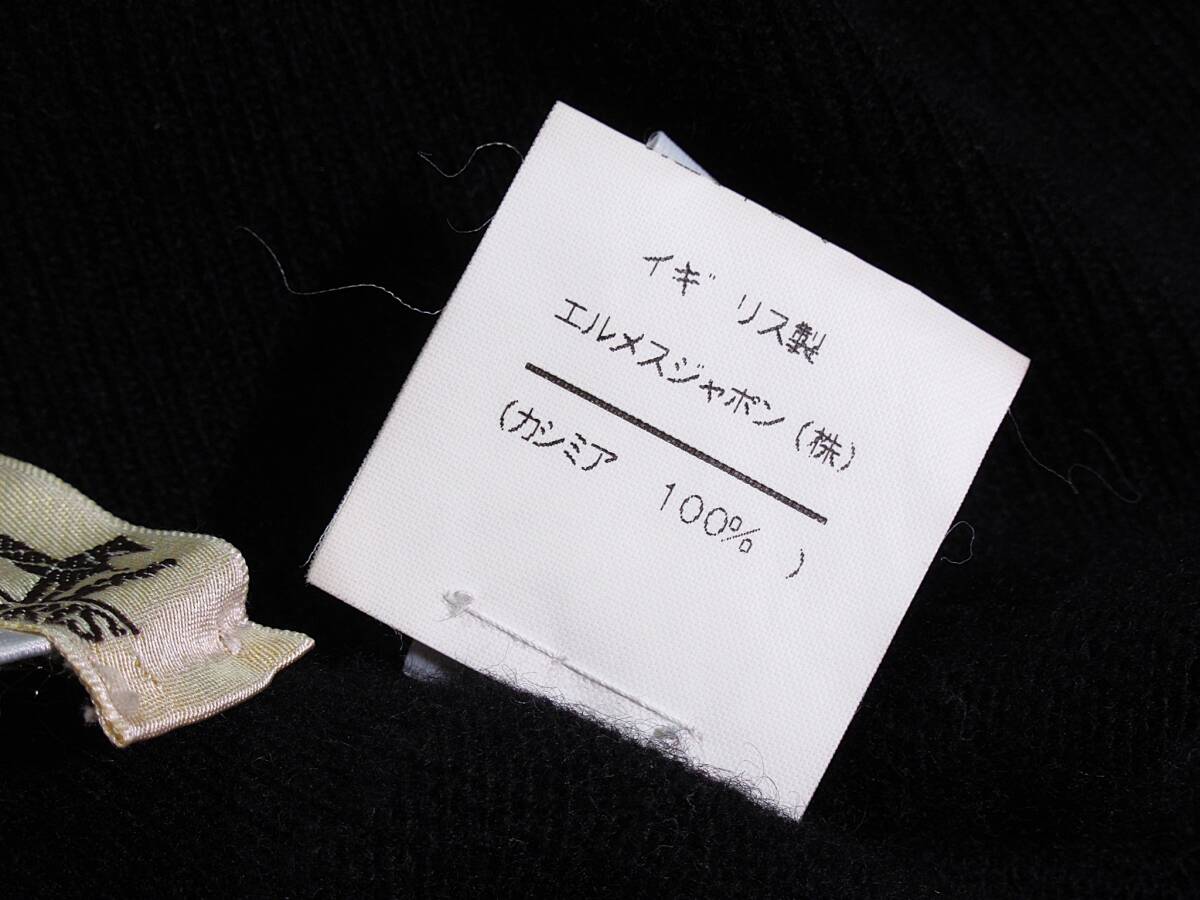 イギリス製
エルメスジャポン(株)
(カシミア 100% )